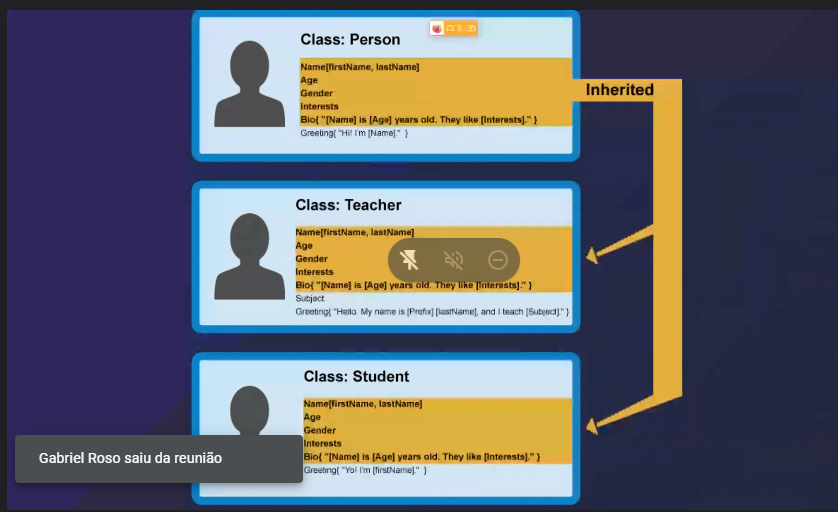 Class: Person
Name[firstName, lastName]
Age
Gender
Interests
Bio{ "[Name] is [Age] years old. They like [Interests]." }
Greeting{ "Hi! I'm [Name]." }
Inherited
Class: Teacher
Name[firstName, lastName]
Age
Gender
Interests
Bio{ "[Name] is [Age] years old. They like [Interests]." }
Subject
Greeting{ "Hello. My name is [Prefix] [lastName], and I teach [Subject]." }
Class: Student
Name[firstName, lastName]
Age
Gender
Interests
Bio{ "[Name] is [Age] years old. They like [Interests]." }
Greeting{ "Yo! I'm [firstName]." }
Gabriel Roso saiu da reunião